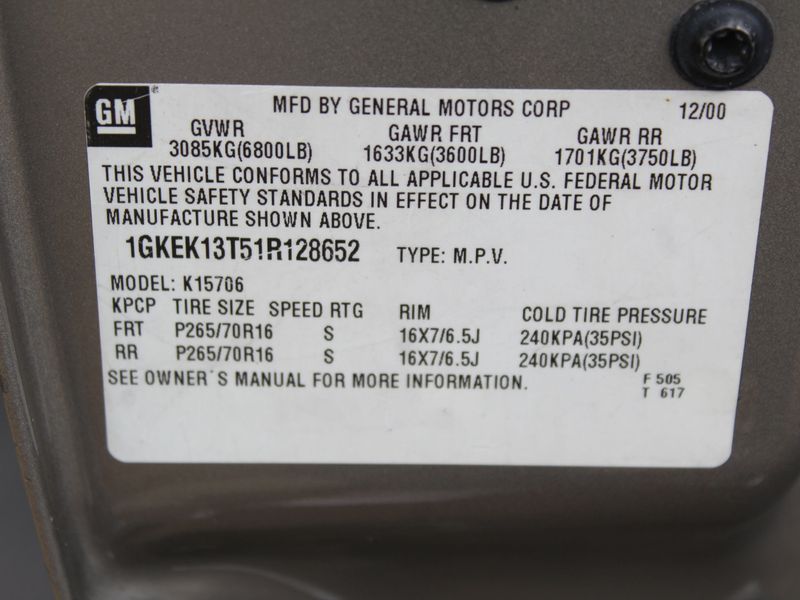 GM
MFD BY GENERAL MOTORS CORP 12/00
GVWR GAWR FRT GAWR RR
3085KG(6800LB) 1633KG(3600LB) 1701KG(3750LB)
THIS VEHICLE CONFORMS TO ALL APPLICABLE U.S. FEDERAL MOTOR
VEHICLE SAFETY STANDARDS IN EFFECT ON THE DATE OF
MANUFACTURE SHOWN ABOVE.
1GKEK13T51R128652 TYPE: M.P.V.
MODEL: K15706
KPCP TIRE SIZE SPEED RTG RIM COLD TIRE PRESSURE
FRT P265/70R16 S 16X7/6.5J 240KPA(35PSI)
RR P265/70R16 S 16X7/6.5J 240KPA(35PSI)
SEE OWNER'S MANUAL FOR MORE INFORMATION. F 505
T 617